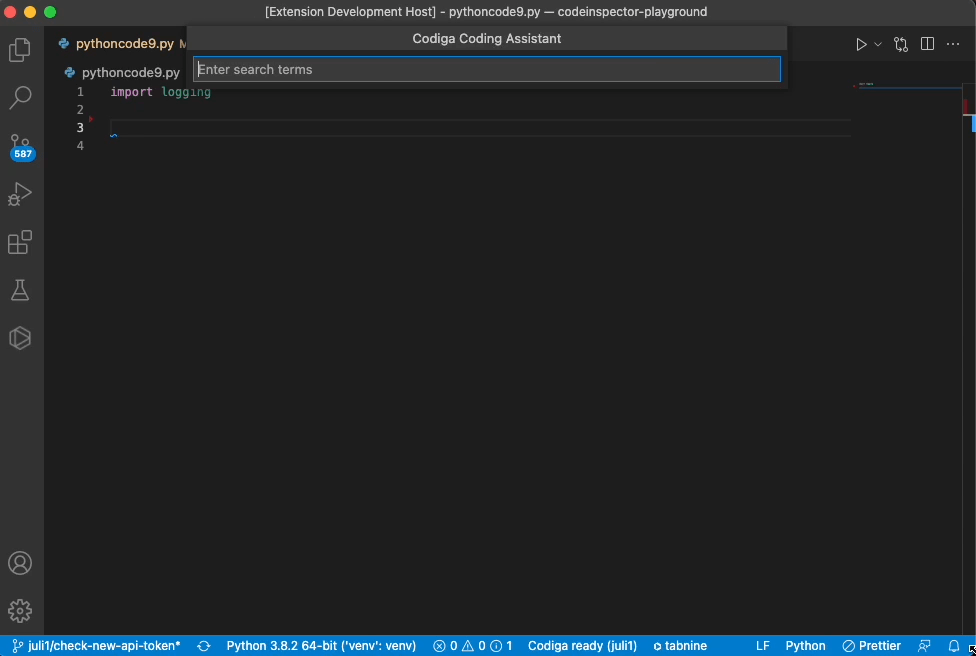 [Extension Development Host] - pythoncode9.py — codeinspector-playground
pythoncode9.py M
Codiga Coding Assistant
Enter search terms
pythoncode9.py
1 import logging
2
3
4
587
juli1/check-new-api-token* Python 3.8.2 64-bit ('venv': venv) 0 0 1 Codiga ready (juli1) tabnine LF Python Prettier